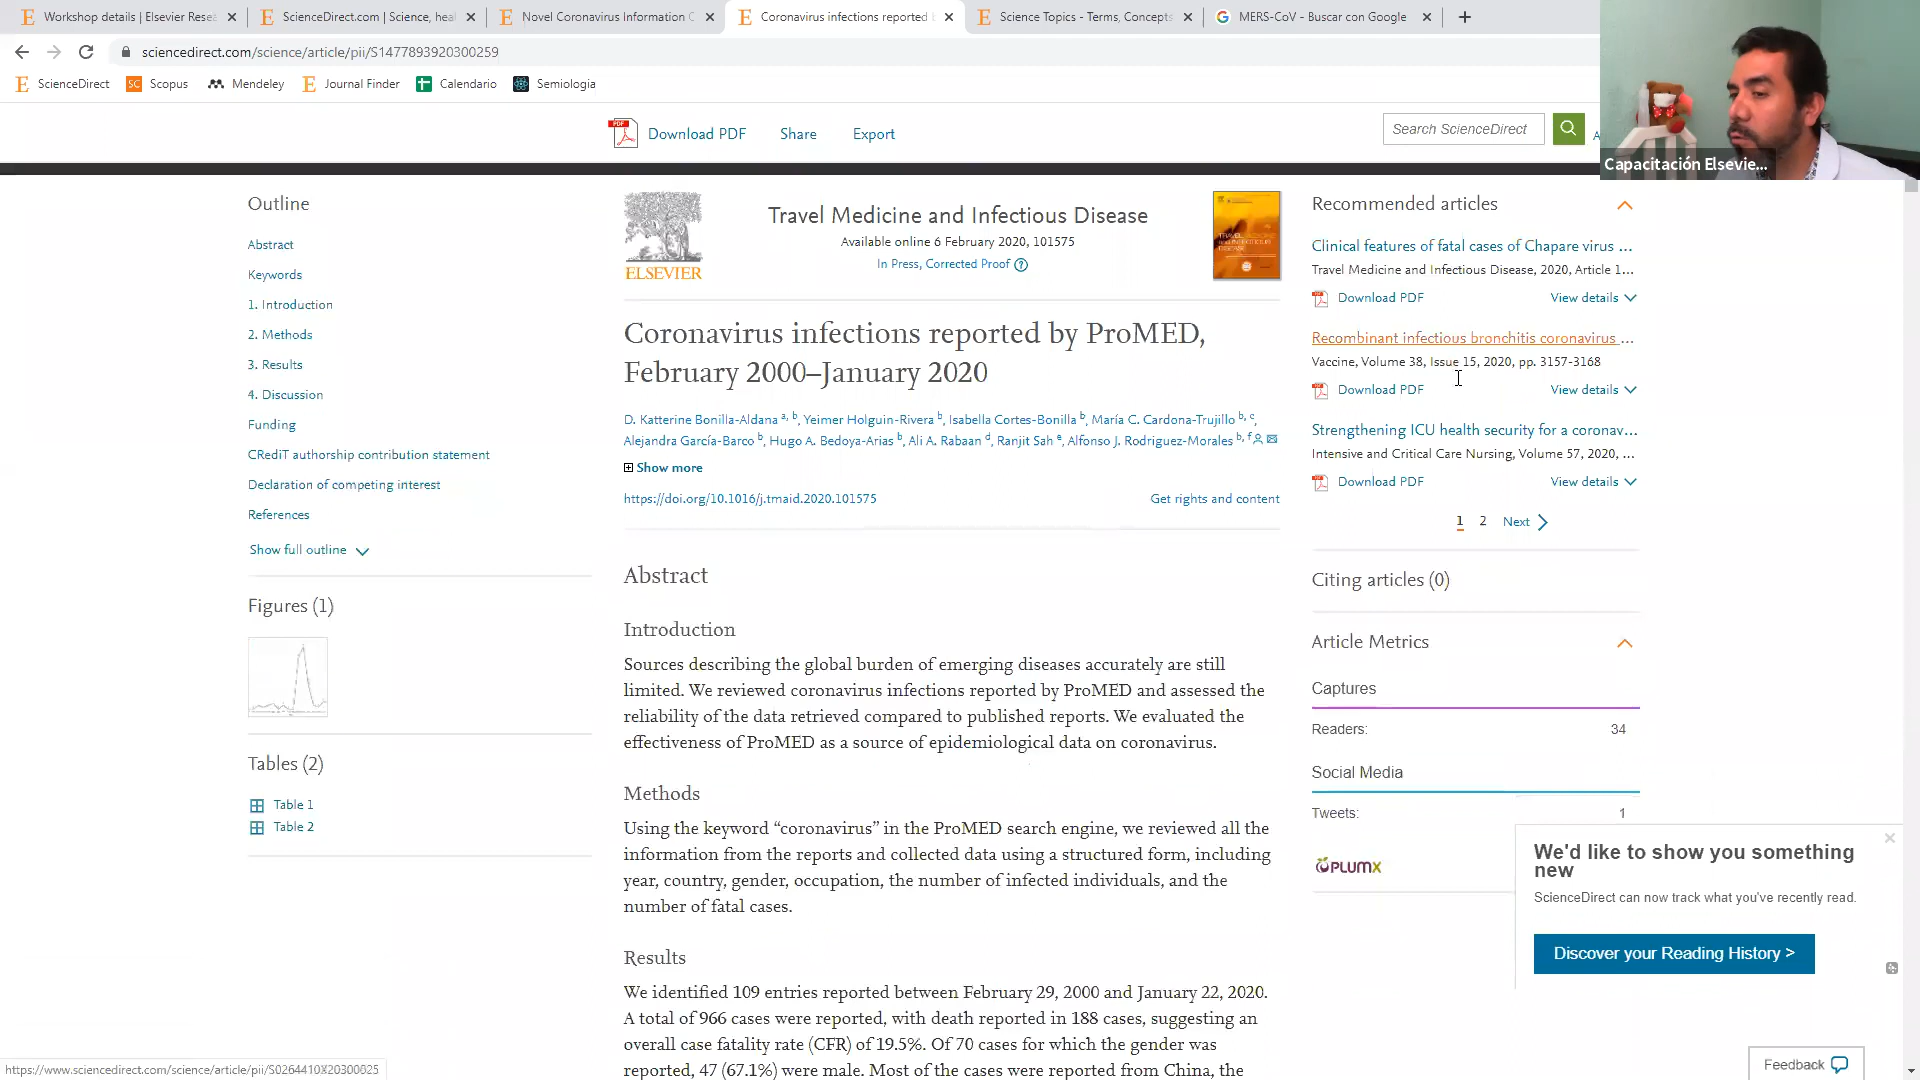 Workshop details | Elsevier Resea
ScienceDirect.com | Science, heal
Novel Coronavirus Information C
Coronavirus infections reported b
Science Topics - Terms, Concepts
MERS-CoV - Buscar con Google
sciencedirect.com/science/article/pii/S1477893920300259
ScienceDirect
Scopus
Mendeley
Journal Finder
Calendario
Semiologia
Download PDF
Share
Export
Search ScienceDirect
Capacitación Elsevie...
Outline
Abstract
Keywords
1. Introduction
2. Methods
3. Results
4. Discussion
Funding
CRediT authorship contribution statement
Declaration of competing interest
References
Show full outline
Figures (1)
Tables (2)
Table 1
Table 2
ELSEVIER
Travel Medicine and Infectious Disease
Available online 6 February 2020, 101575
In Press, Corrected Proof
Coronavirus infections reported by ProMED,
February 2000–January 2020
D. Katterine Bonilla-Aldana a, b, Yeimer Holguin-Rivera b, Isabella Cortes-Bonilla b, María C. Cardona-Trujillo b, c,
Alejandra García-Barco b, Hugo A. Bedoya-Arias b, Ali A. Rabaan d, Ranjit Sah e, Alfonso J. Rodriguez-Morales b, f
Show more
https://doi.org/10.1016/j.tmaid.2020.101575
Get rights and content
Abstract
Introduction
Sources describing the global burden of emerging diseases accurately are still
limited. We reviewed coronavirus infections reported by ProMED and assessed the
reliability of the data retrieved compared to published reports. We evaluated the
effectiveness of ProMED as a source of epidemiological data on coronavirus.
Methods
Using the keyword “coronavirus” in the ProMED search engine, we reviewed all the
information from the reports and collected data using a structured form, including
year, country, gender, occupation, the number of infected individuals, and the
number of fatal cases.
Results
We identified 109 entries reported between February 29, 2000 and January 22, 2020.
A total of 966 cases were reported, with death reported in 188 cases, suggesting an
overall case fatality rate (CFR) of 19.5%. Of 70 cases for which the gender was
reported, 47 (67.1%) were male. Most of the cases were reported from China, the
Recommended articles
Clinical features of fatal cases of Chapare virus ...
Travel Medicine and Infectious Disease, 2020, Article 1...
Download PDF
View details
Recombinant infectious bronchitis coronavirus ...
Vaccine, Volume 38, Issue 15, 2020, pp. 3157-3168
Download PDF
View details
Strengthening ICU health security for a coronav...
Intensive and Critical Care Nursing, Volume 57, 2020, ...
Download PDF
View details
1 2 Next
Citing articles (0)
Article Metrics
Captures
Readers: 34
Social Media
Tweets: 1
PLUMX
We'd like to show you something
new
ScienceDirect can now track what you've recently read.
Discover your Reading History >
Feedback
https://www.sciencedirect.com/science/article/pii/S0264410X20300025